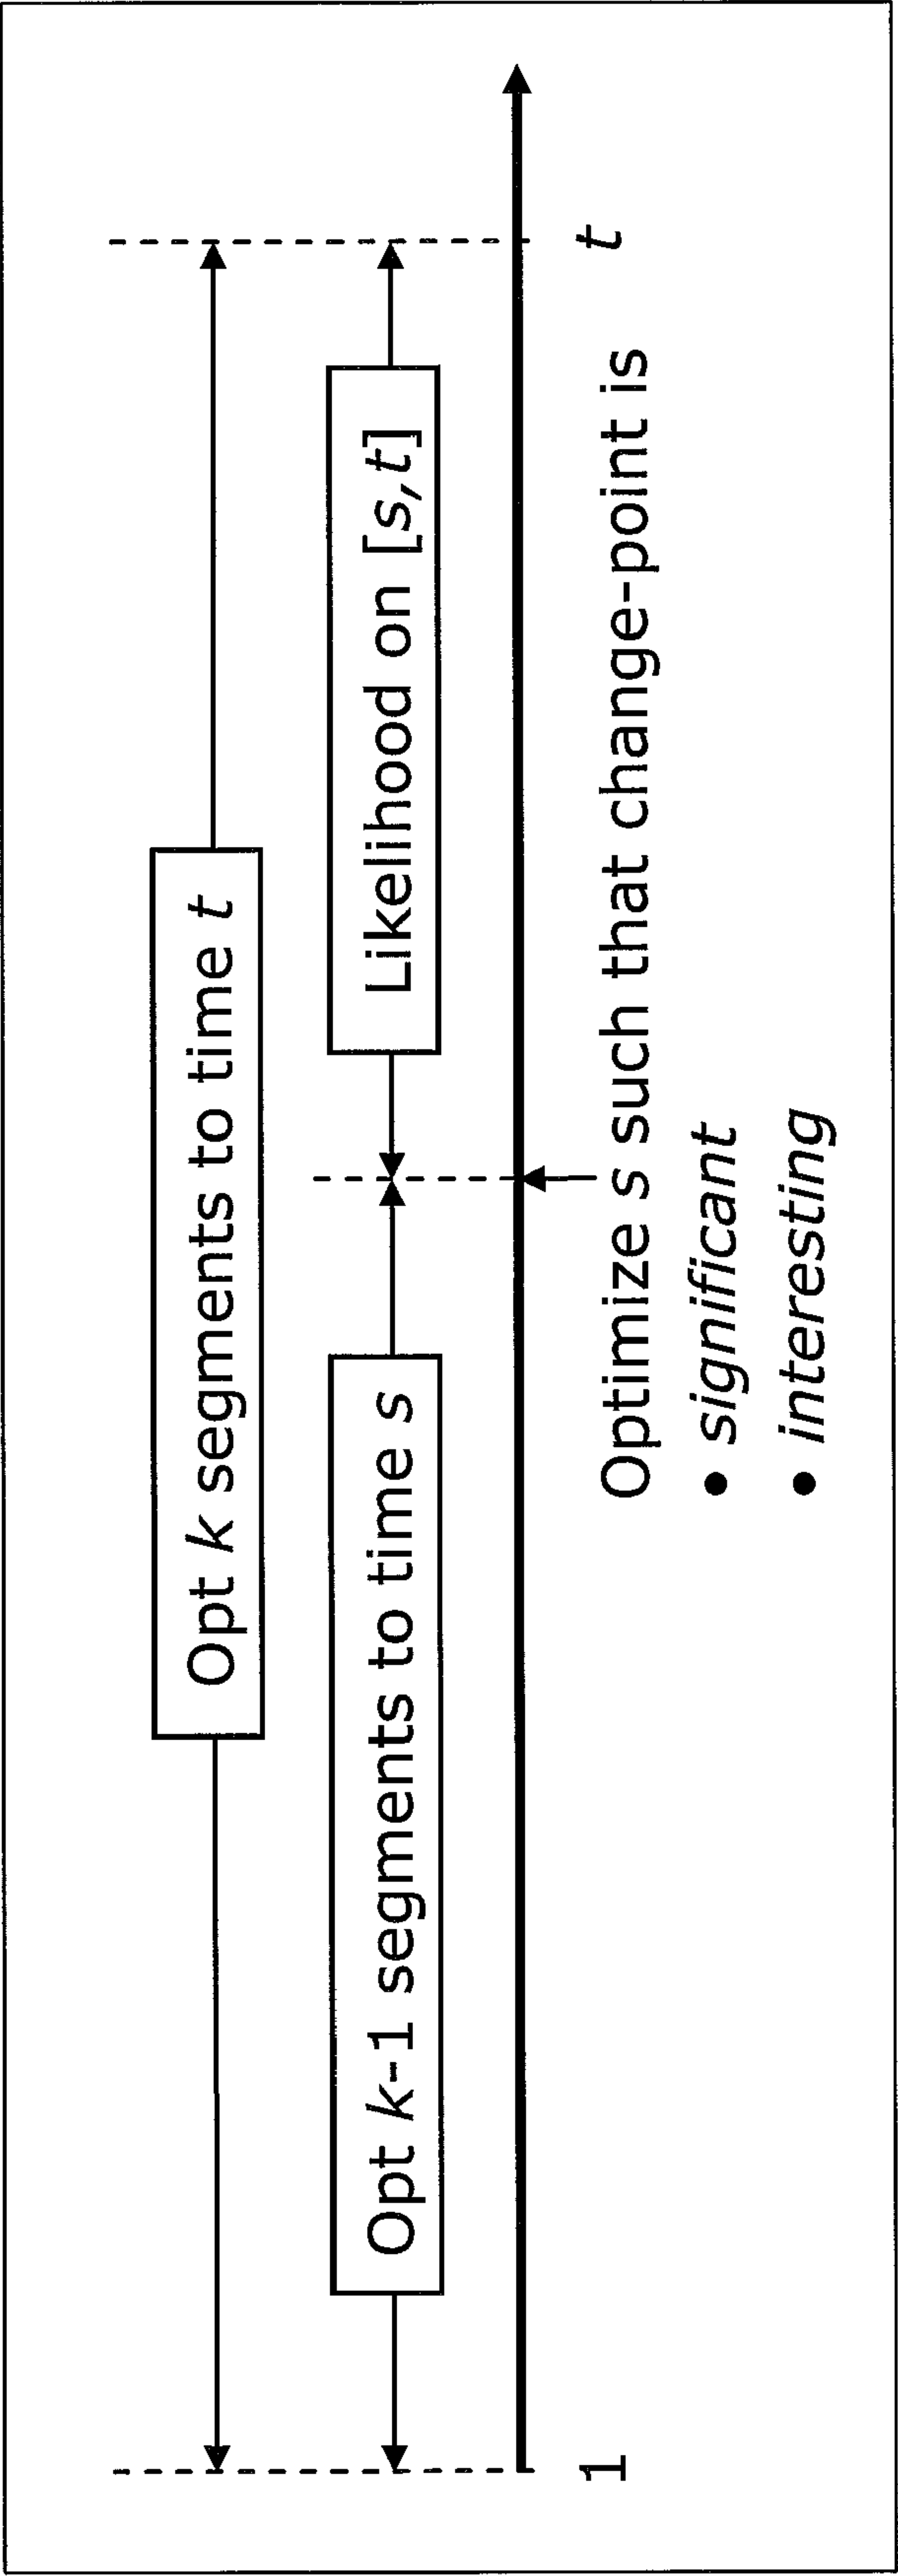 Opt k segments to time t
Opt k-1 segments to time s
Likelihood on [s,t]
1
t
Optimize s such that change-point is
• significant
• interesting